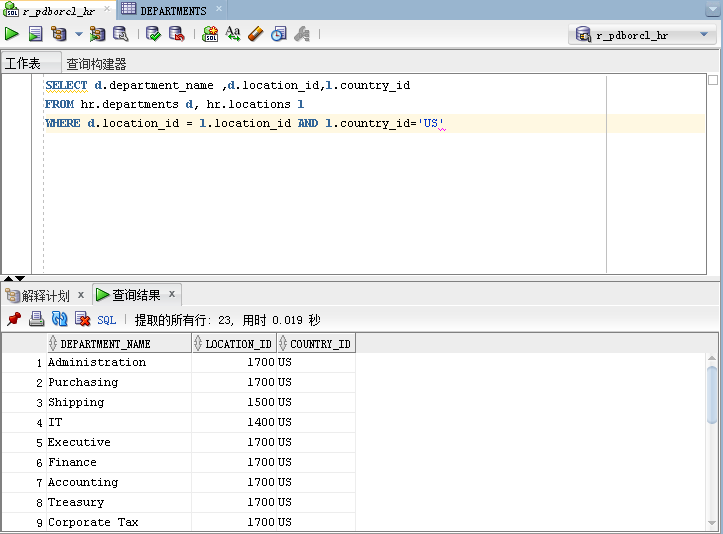 r_pdborcl_hr DEPARTMENTS
r_pdborcl_hr
工作表 查询构建器
SELECT d.department_name ,d.location_id,l.country_id
FROM hr.departments d, hr.locations l
WHERE d.location_id = l.location_id AND l.country_id='US'
解释计划 x 查询结果 x
SQL 提取的所有行: 23, 用时 0.019 秒
DEPARTMENT_NAME LOCATION_ID COUNTRY_ID
1 Administration 1700 US
2 Purchasing 1700 US
3 Shipping 1500 US
4 IT 1400 US
5 Executive 1700 US
6 Finance 1700 US
7 Accounting 1700 US
8 Treasury 1700 US
9 Corporate Tax 1700 US